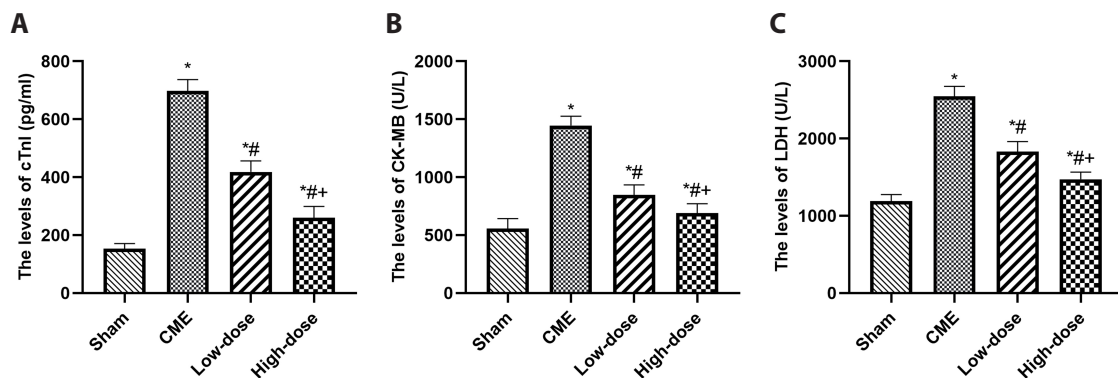 A
The levels of cTnI (pg/ml)
800
600
400
200
0
*
*#
*#+
Sham
CME
Low-dose
High-dose
B
The levels of CK-MB (U/L)
2000
1500
1000
500
0
*
*#
*#+
Sham
CME
Low-dose
High-dose
C
The levels of LDH (U/L)
3000
2000
1000
0
*
*#
*#+
Sham
CME
Low-dose
High-dose